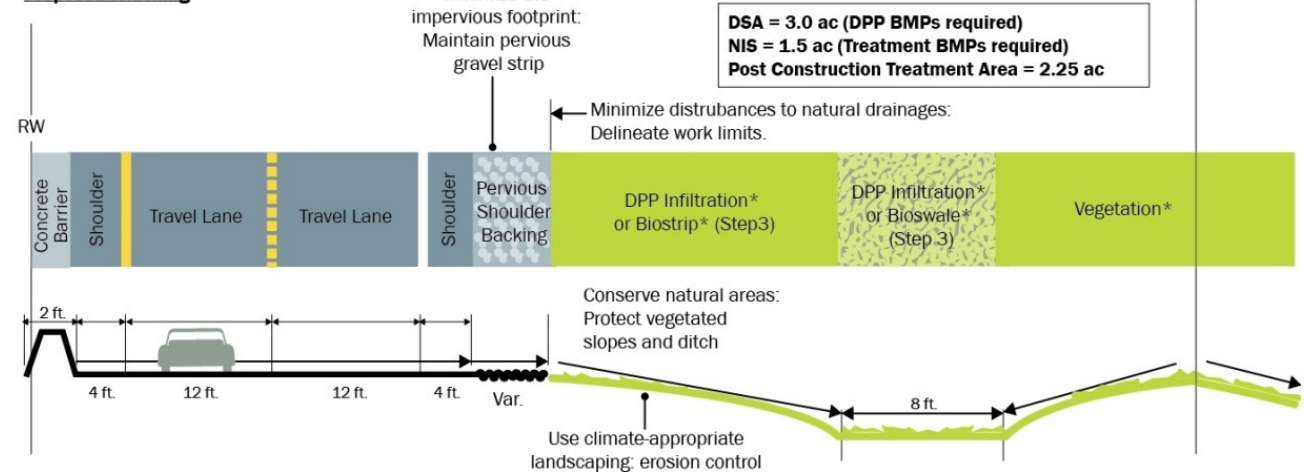 impervious footprint:
Maintain pervious
gravel strip
DSA = 3.0 ac (DPP BMPs required)
NIS = 1.5 ac (Treatment BMPs required)
Post Construction Treatment Area = 2.25 ac
Minimize distrubances to natural drainages:
Delineate work limits.
RW
Concrete
Barrier
Shoulder
Travel Lane
Travel Lane
Shoulder
Pervious
Shoulder
Backing
DPP Infiltration*
or Biostrip* (Step3)
DPP Infiltration*
or Bioswale*
(Step 3)
Vegetation*
2 ft.
4 ft.
12 ft.
12 ft.
4 ft.
Var.
Conserve natural areas:
Protect vegetated
slopes and ditch
8 ft.
Use climate-appropriate
landscaping: erosion control